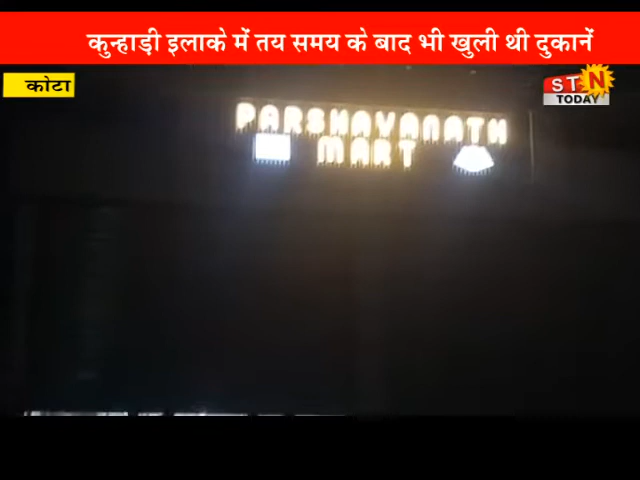 कुन्हाड़ी इलाके में तय समय के बाद भी खुली थी दुकानें
कोटा
STN
TODAY
PARSHAVANATH
MART